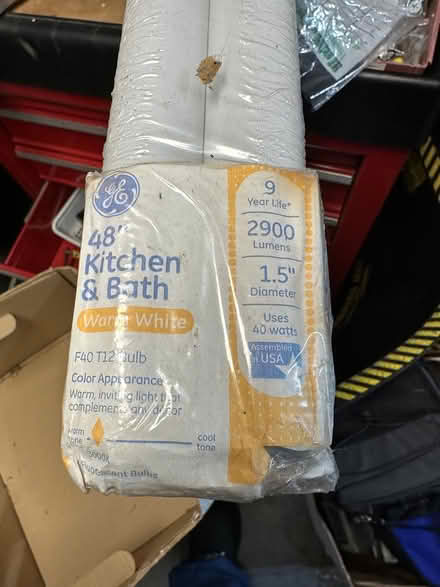 GE
48"
Kitchen
& Bath
Warm White
F40 T12 Bulb
Color Appearance
Warm, inviting light that
complements any decor
warm
tone
cool
tone
Bulbs
9
Year Life*
2900
Lumens
1.5"
Diameter
Uses
40 watts
Assembled
in USA